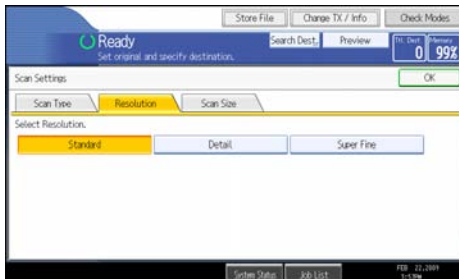 Store File Change TX / Info Check Modes
Ready Search Dest. Preview Ttl. Dest. Memory
Set original and specify destination. 0 99%
Scan Settings OK
Scan Type Resolution Scan Size
Select Resolution.
Standard Detail Super Fine
System Status Job List FEB 22,2009